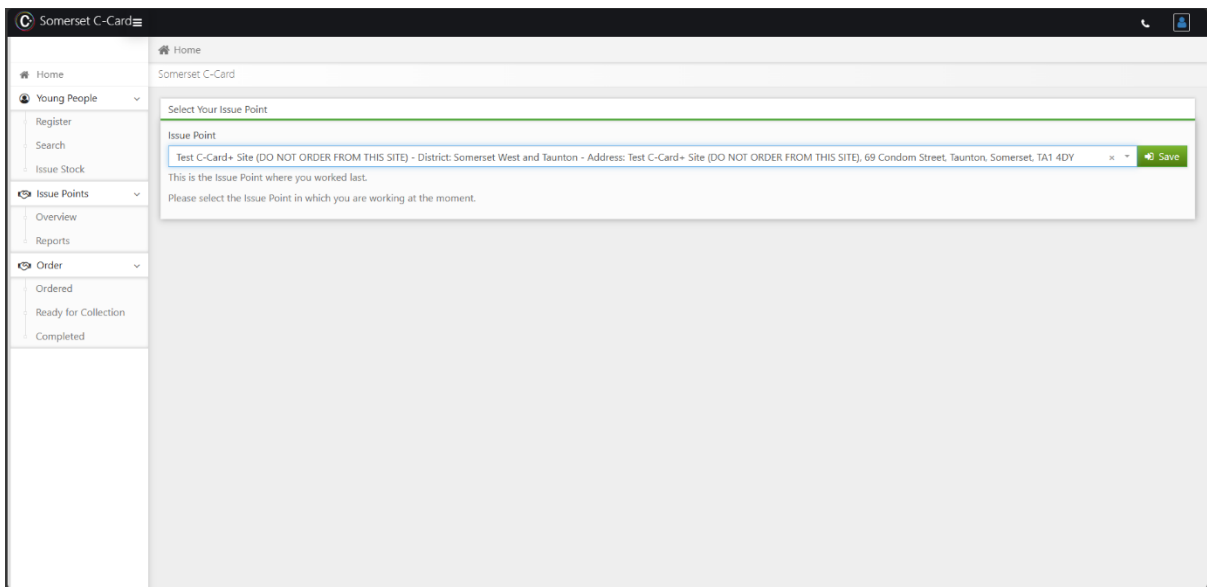 Somerset C-Card
Home
Home
Somerset C-Card
Young People
Register
Search
Issue Stock
Issue Points
Overview
Reports
Order
Ordered
Ready for Collection
Completed
Select Your Issue Point
Issue Point
Test C-Card+ Site (DO NOT ORDER FROM THIS SITE) - District: Somerset West and Taunton - Address: Test C-Card+ Site (DO NOT ORDER FROM THIS SITE), 69 Condom Street, Taunton, Somerset, TA1 4DY
Save
This is the Issue Point where you worked last.
Please select the Issue Point in which you are working at the moment.